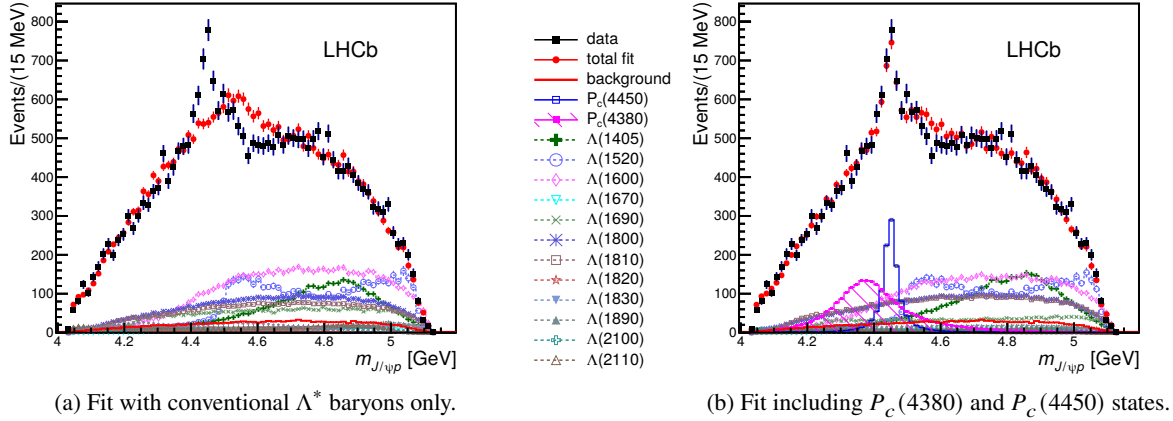 Events/(15 MeV)
800
700
600
500
400
300
200
100
0
LHCb
4
4.2
4.4
4.6
4.8
5
m_{J/ψp} [GeV]
(a) Fit with conventional Λ* baryons only.
data
total fit
background
P_c(4450)
P_c(4380)
Λ(1405)
Λ(1520)
Λ(1600)
Λ(1670)
Λ(1690)
Λ(1800)
Λ(1810)
Λ(1820)
Λ(1830)
Λ(1890)
Λ(2100)
Λ(2110)
Events/(15 MeV)
800
700
600
500
400
300
200
100
0
LHCb
4
4.2
4.4
4.6
4.8
5
m_{J/ψp} [GeV]
(b) Fit including P_c(4380) and P_c(4450) states.